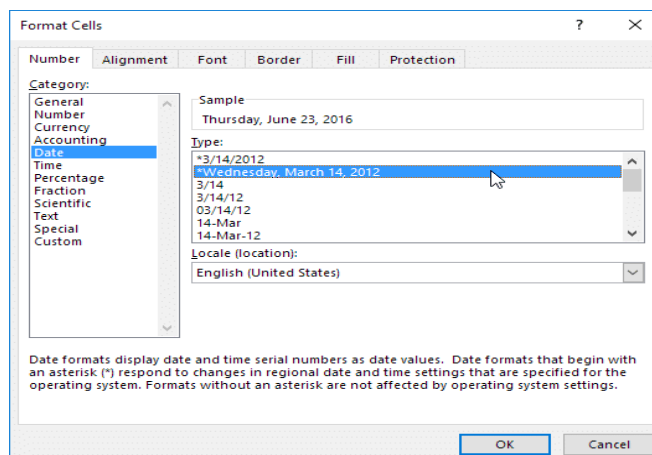 Format Cells ?
Number Alignment Font Border Fill Protection
Category:
General
Number
Currency
Accounting
Date
Time
Percentage
Fraction
Scientific
Text
Special
Custom
Sample
Thursday, June 23, 2016
Type:
*3/14/2012
*Wednesday, March 14, 2012
3/14
3/14/12
03/14/12
14-Mar
14-Mar-12
Locale (location):
English (United States)
Date formats display date and time serial numbers as date values.  Date formats that begin with
an asterisk (*) respond to changes in regional date and time settings that are specified for the
operating system. Formats without an asterisk are not affected by operating system settings.
OK Cancel